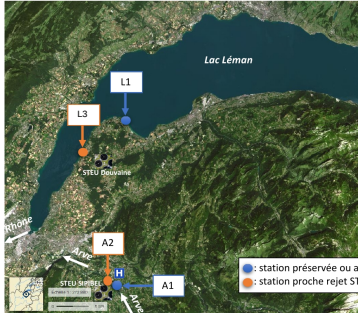 L1
Lac Léman
L3
STEU Douvaine
Rhône
Arve
A2
H
STEU SIPIBEL
A1
Arve
: station préservée ou a
: station proche rejet ST